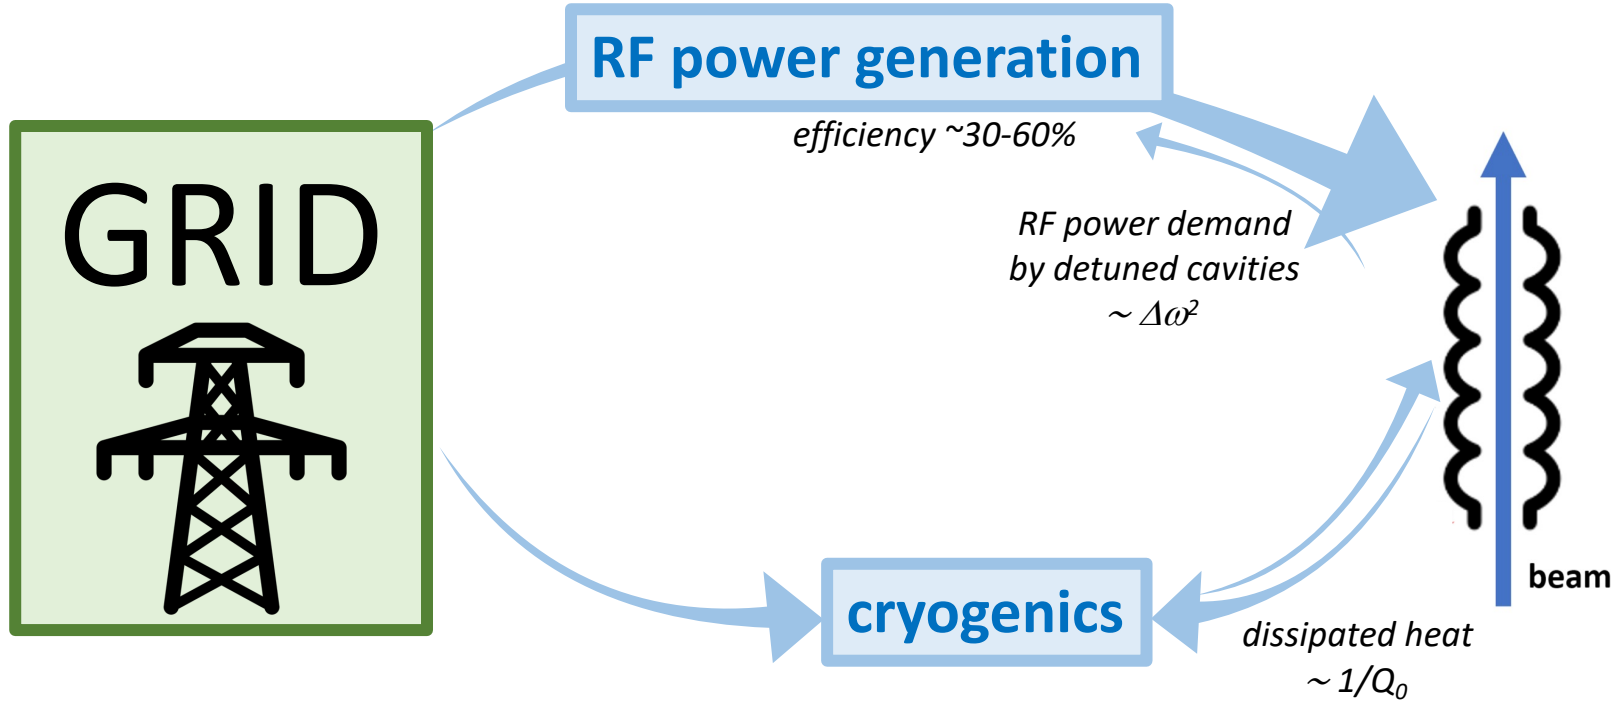 RF power generation
efficiency ~30-60%
GRID
RF power demand
by detuned cavities
~ Δω²
beam
cryogenics
dissipated heat
~ 1/Q₀